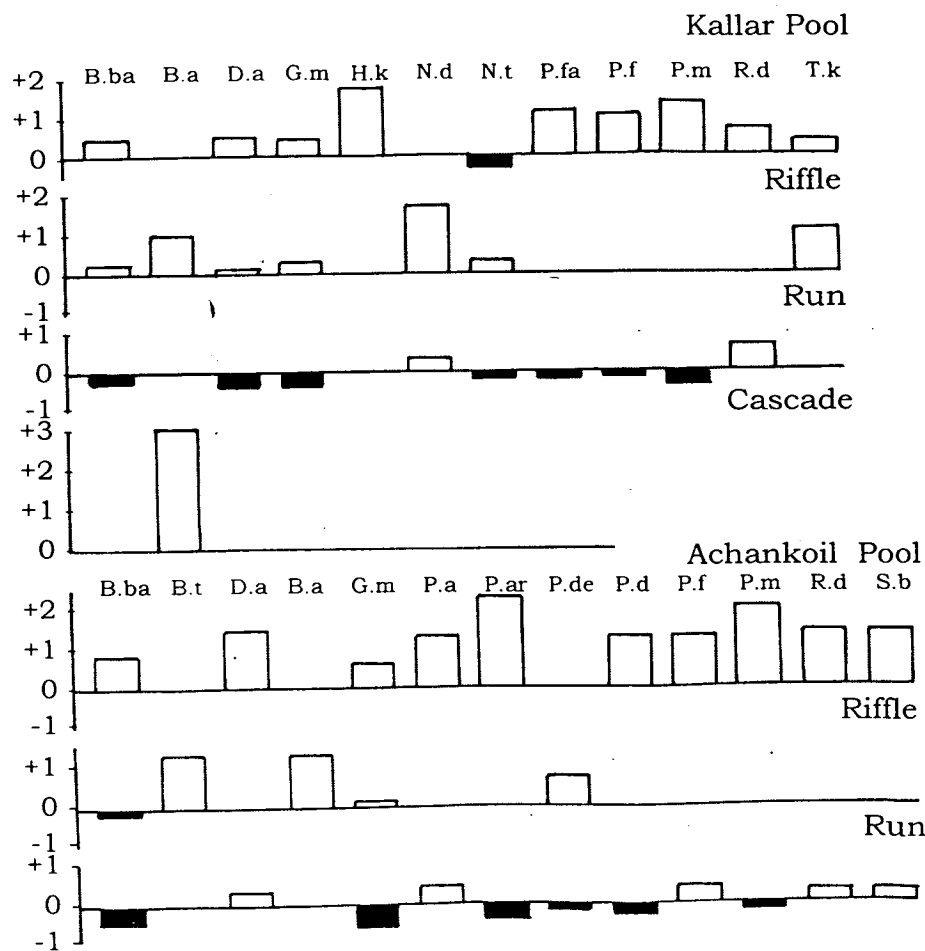 Kallar Pool
B.ba B.a D.a G.m H.k N.d N.t P.fa P.f P.m R.d T.k
+2
+1
0
Riffle
+2
+1
0
-1
Run
+1
0
-1
Cascade
+3
+2
+1
0
Achankoil Pool
B.ba B.t D.a B.a G.m P.a P.ar P.de P.d P.f P.m R.d S.b
+2
+1
0
-1
Riffle
+1
0
-1
Run
+1
0
-1